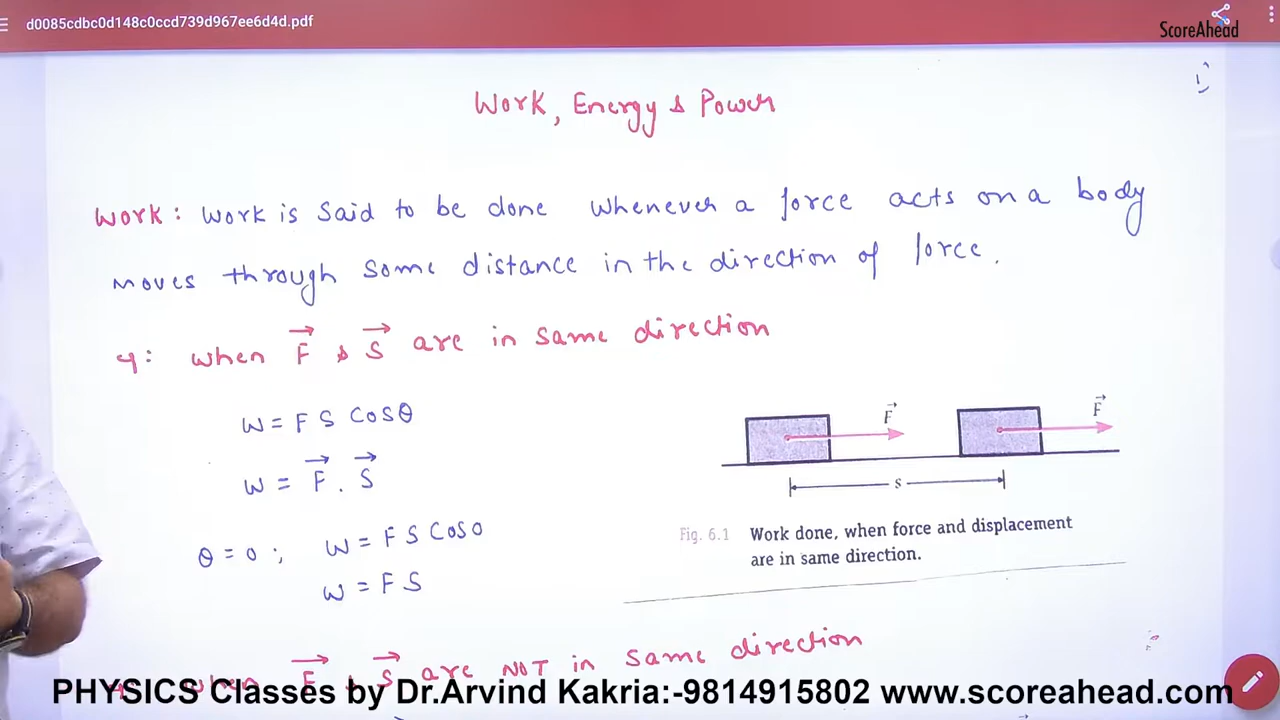 d0085cdbc0d148c0ccd739d967ee6d4d.pdf
ScoreAhead
Work, Energy & Power
Work: Work is said to be done whenever a force acts on a body
moves through some distance in the direction of force.
when F & S are in same direction
W = F S Cosθ
W = F . S
θ = 0 ; W = F S Cos0
W = F S
F F
S
Fig. 6.1 Work done, when force and displacement
are in same direction.
when F & S are NOT in same direction
PHYSICS Classes by Dr.Arvind Kakria:-9814915802 www.scoreahead.com